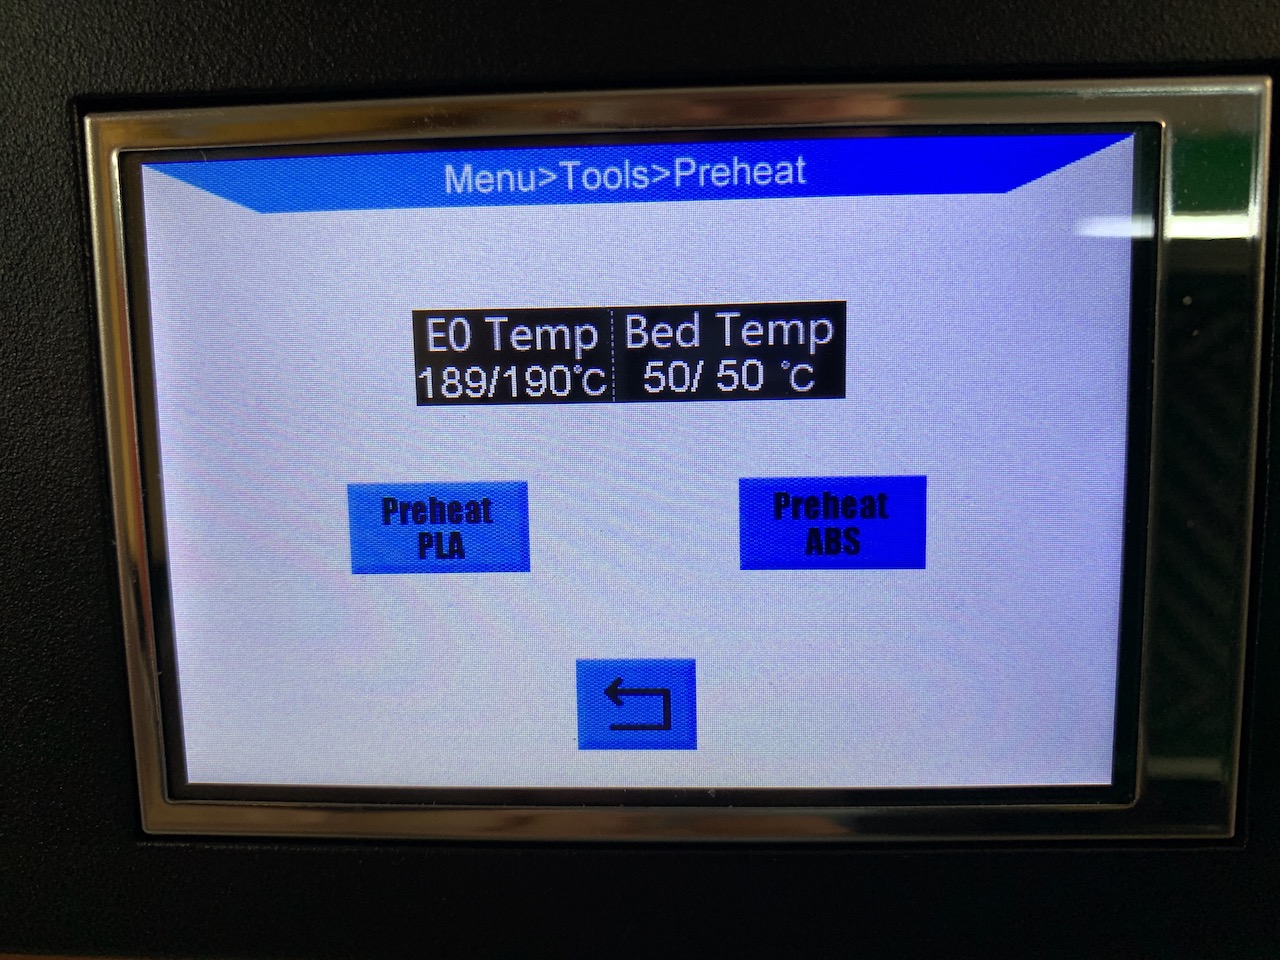 Menu>Tools>Preheat
E0 Temp
189/190℃
Bed Temp
50/ 50 ℃
Preheat
PLA
Preheat
ABS